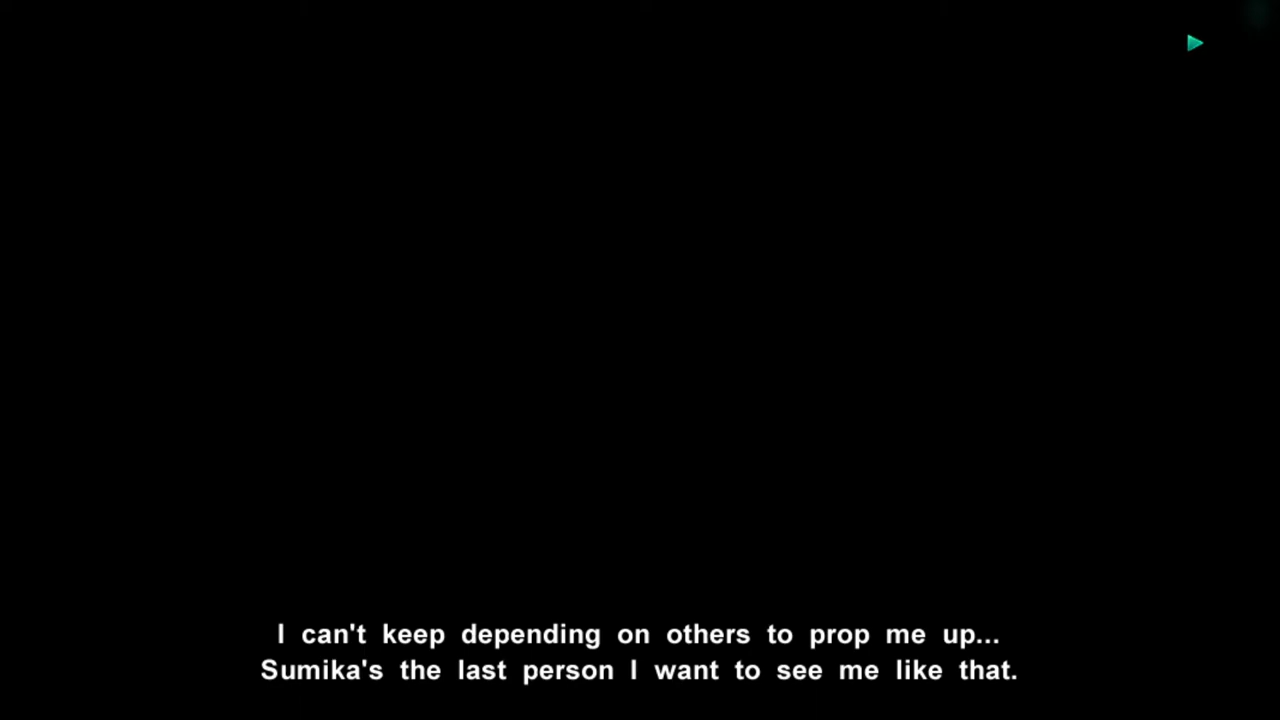 I can't keep depending on others to prop me up...
Sumika's the last person I want to see me like that.